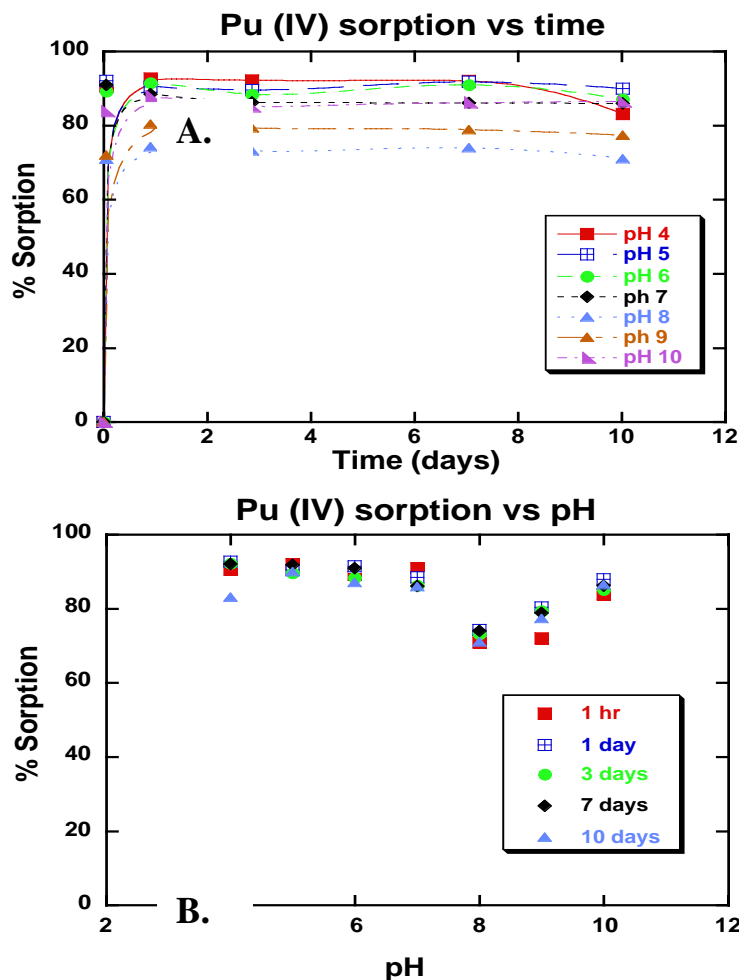 Pu (IV) sorption vs time
100
80
60
40
20
0
% Sorption
A.
pH 4
pH 5
pH 6
ph 7
pH 8
ph 9
pH 10
0 2 4 6 8 10 12
Time (days)
Pu (IV) sorption vs pH
100
80
60
40
20
0
% Sorption
1 hr
1 day
3 days
7 days
10 days
B.
2 6 8 10 12
pH